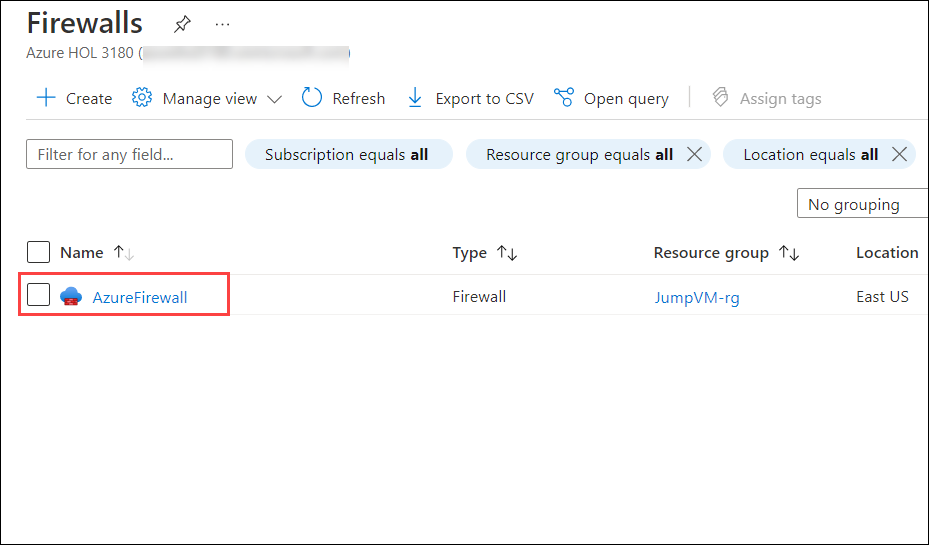 Firewalls ...
Azure HOL 3180 (
Create Manage view Refresh Export to CSV Open query Assign tags
Filter for any field... Subscription equals all Resource group equals all Location equals all
No grouping
Name Type Resource group Location
AzureFirewall Firewall JumpVM-rg East US